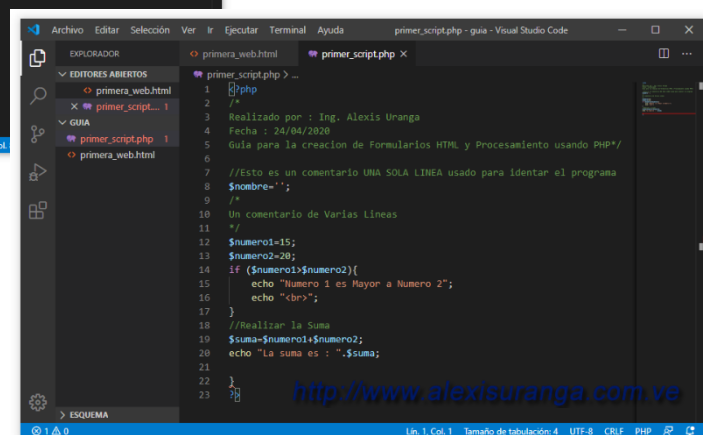 Archivo Editar Selección Ver Ir Ejecutar Terminal Ayuda primer_script.php - guia - Visual Studio Code
EXPLORADOR
EDITORES ABIERTOS
primera_web.html
primer_script.... 1
GUIA
primer_script.php 1
primera_web.html
ESQUEMA
primera_web.html primer_script.php
primer_script.php > ...
1 <?php
2 /*
3 Realizado por : Ing. Alexis Uranga
4 Fecha : 24/04/2020
5 Guia para la creacion de Formularios HTML y Procesamiento usando PHP*/
6
7 //Esto es un comentario UNA SOLA LINEA usado para identar el programa
8 $nombre='';
9 /*
10 Un comentario de Varias Lineas
11 */
12 $numero1=15;
13 $numero2=20;
14 if ($numero1>$numero2){
15 echo "Numero 1 es Mayor a Numero 2";
16 echo "<br>";
17 }
18 //Realizar la Suma
19 $suma=$numero1+$numero2;
20 echo "La suma es : ".$suma;
21
22 }
23 ?>
http://www.alexisuranga.com.ve
1 0 Lín. 1, Col. 1 Tamaño de tabulación: 4 UTF-8 CRLF PHP